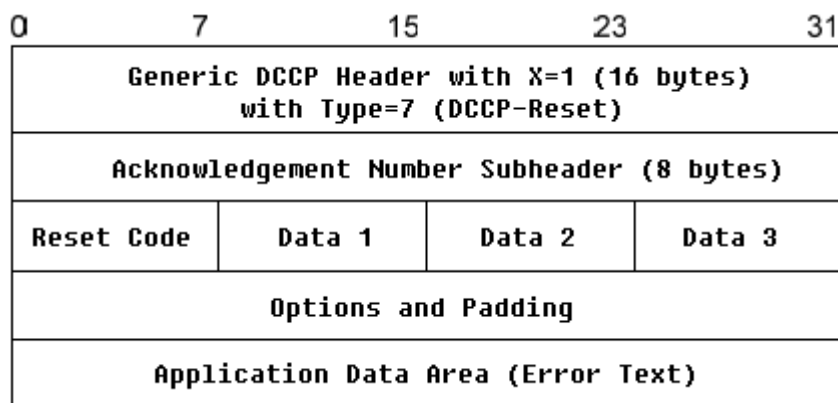 0 7 15 23 31
Generic DCCP Header with X=1 (16 bytes)
with Type=7 (DCCP-Reset)
Acknowledgement Number Subheader (8 bytes)
Reset Code Data 1 Data 2 Data 3
Options and Padding
Application Data Area (Error Text)